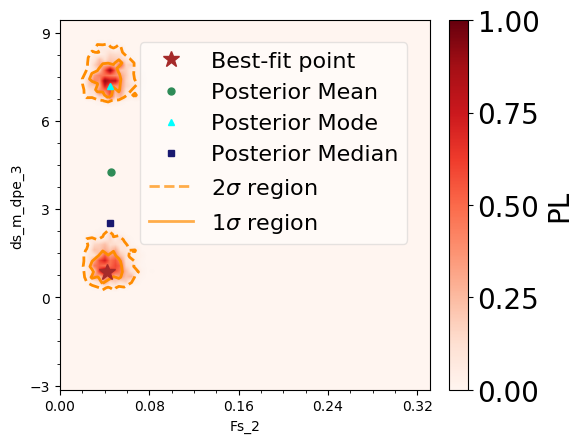 9
6
3
0
−3
ds_m_dpe_3
0.00
0.08
0.16
0.24
0.32
Fs_2
Best-fit point
Posterior Mean
Posterior Mode
Posterior Median
2σ region
1σ region
1.00
0.75
0.50
0.25
0.00
PL